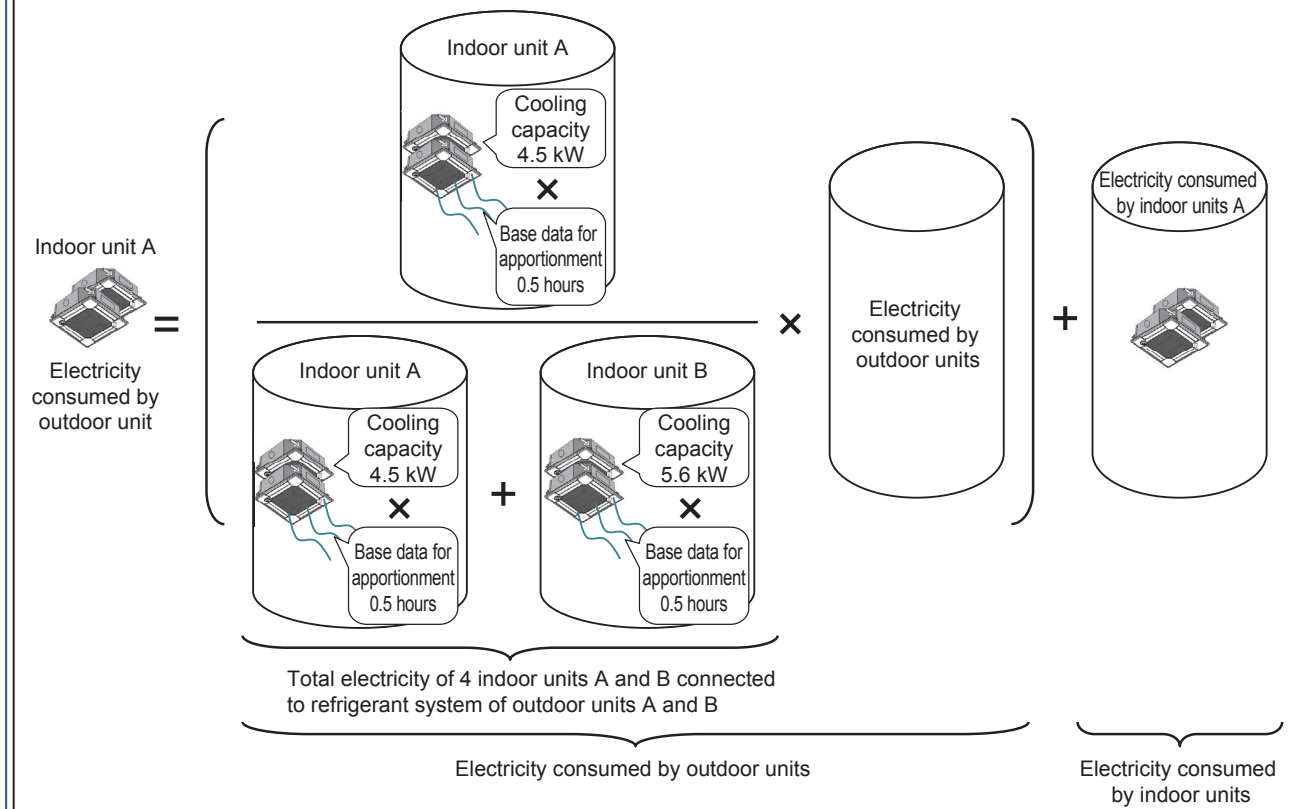 Indoor unit A
Cooling
capacity
4.5 kW
×
Base data for
apportionment
0.5 hours
Indoor unit A
=
Electricity
consumed by
outdoor unit
Indoor unit A
Cooling
capacity
4.5 kW
×
Base data for
apportionment
0.5 hours
+
Indoor unit B
Cooling
capacity
5.6 kW
×
Base data for
apportionment
0.5 hours
×
Electricity
consumed by
outdoor units
+
Electricity consumed
by indoor units A
Total electricity of 4 indoor units A and B connected
to refrigerant system of outdoor units A and B
Electricity consumed by outdoor units
Electricity consumed
by indoor units